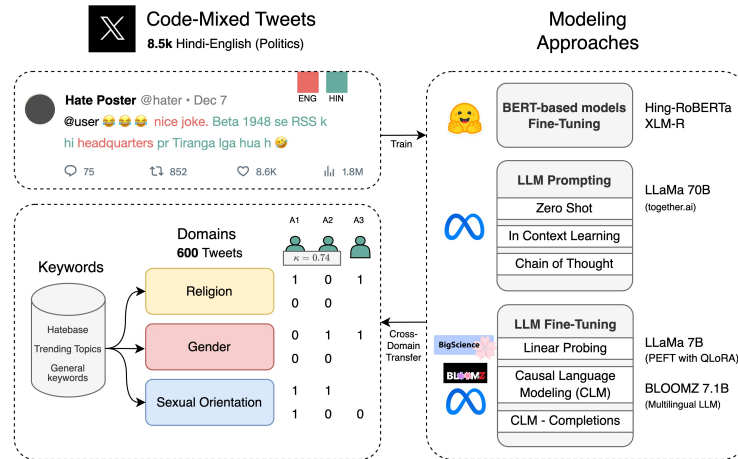 Code-Mixed Tweets
8.5k Hindi-English (Politics)
ENG HIN
Hate Poster @hater • Dec 7
@user 😂 😂 😂 nice joke. Beta 1948 se RSS k
hi headquarters pr Tiranga lga hua h 🤣
75 852 8.6K 1.8M
Train
Modeling
Approaches
BERT-based models
Fine-Tuning
Hing-RoBERTa
XLM-R
LLM Prompting
Zero Shot
In Context Learning
Chain of Thought
LLaMa 70B
(together.ai)
LLM Fine-Tuning
Linear Probing
Causal Language
Modeling (CLM)
CLM - Completions
BigScience
BLOOMZ
LLaMa 7B
(PEFT with QLoRA)
BLOOMZ 7.1B
(Multilingual LLM)
Cross-
Domain
Transfer
Keywords
Hatebase
Trending Topics
General
keywords
Domains
600 Tweets
A1 A2 A3
κ = 0.74
Religion
1 0 1
0 0
Gender
0 1 1
0 0
Sexual Orientation
1 1
1 0 0